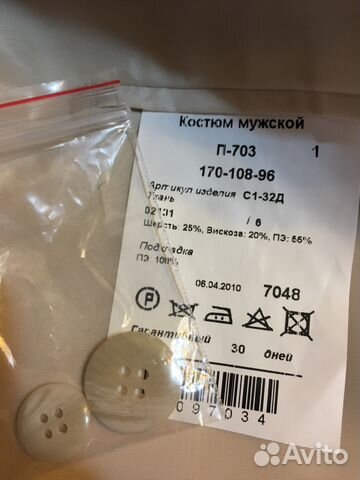 Костюм мужской
П-703 1
170-108-96
Артикул изделия С1-32Д
Ткань
02131 / 6
Шерсть: 25%, Вискоза: 20%, ПЭ: 55%
Подкладка
ПЭ: 100%
06.04.2010 7048
P
Гарантийный 30 дней
097034
Avito